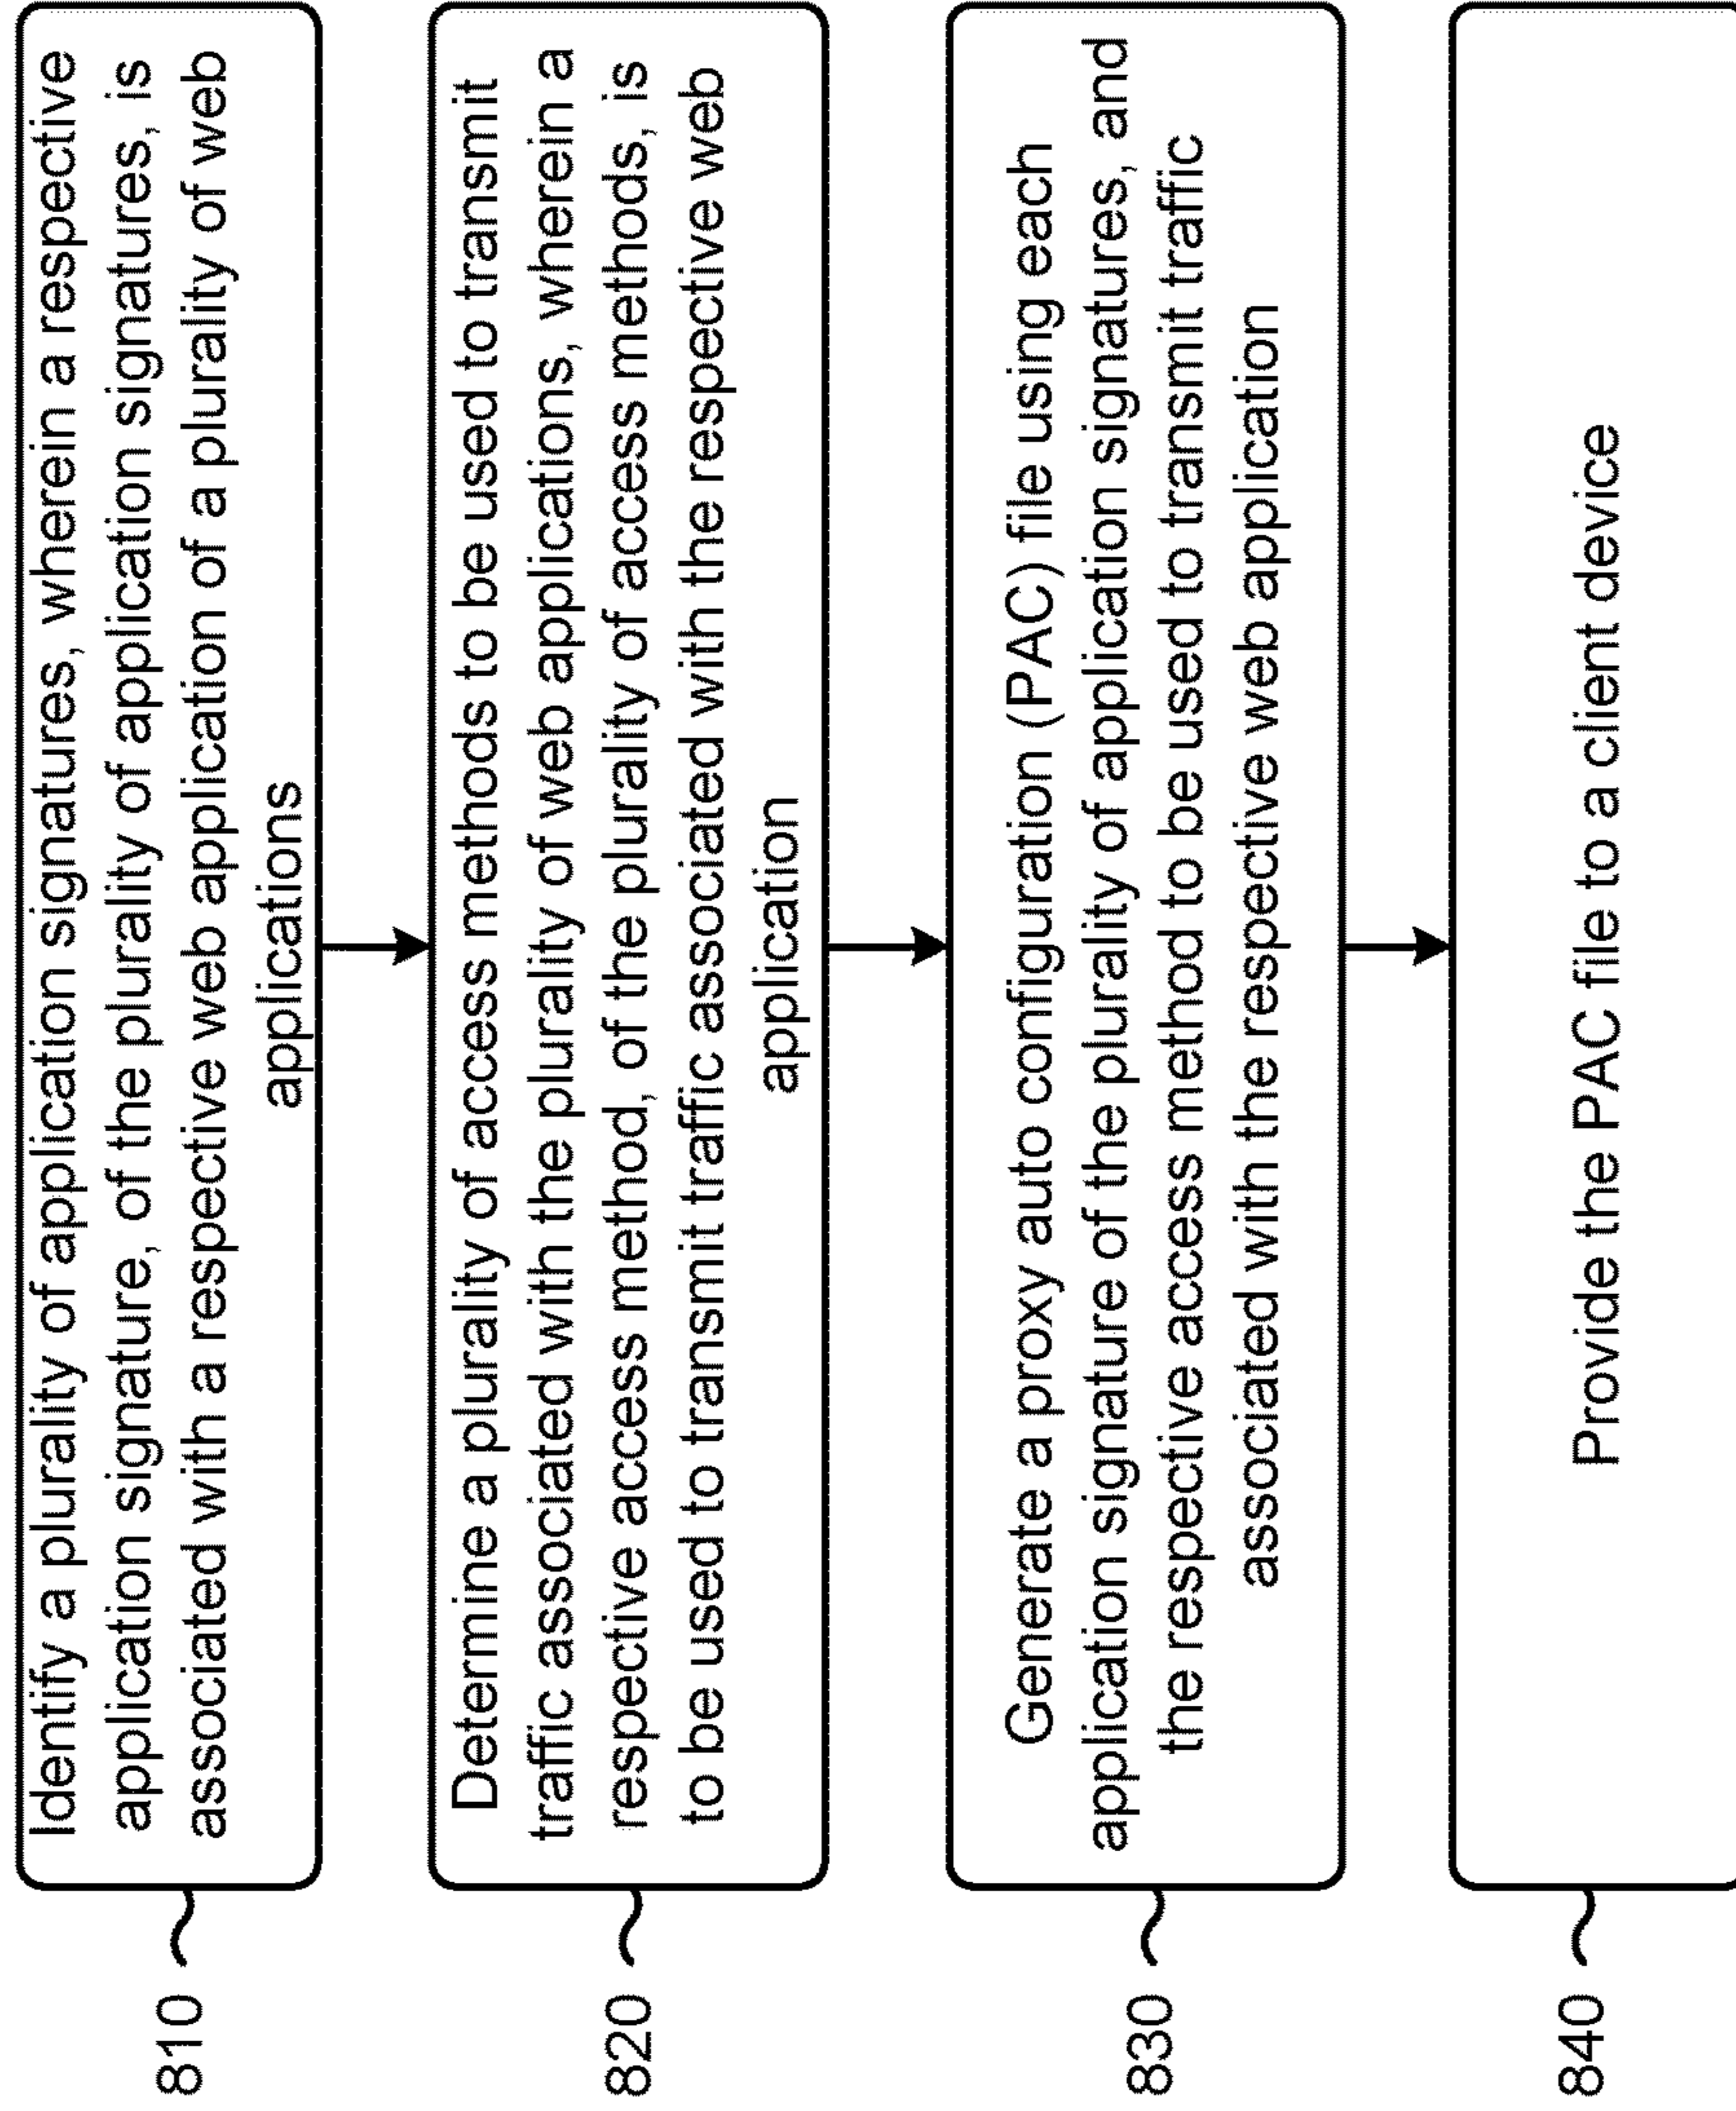 810
Identify a plurality of application signatures, wherein a respective
application signature, of the plurality of application signatures, is
associated with a respective web application of a plurality of web
applications
820
Determine a plurality of access methods to be used to transmit
traffic associated with the plurality of web applications, wherein a
respective access method, of the plurality of access methods, is
to be used to transmit traffic associated with the respective web
application
830
Generate a proxy auto configuration (PAC) file using each
application signature of the plurality of application signatures, and
the respective access method to be used to transmit traffic
associated with the respective web application
840
Provide the PAC file to a client device